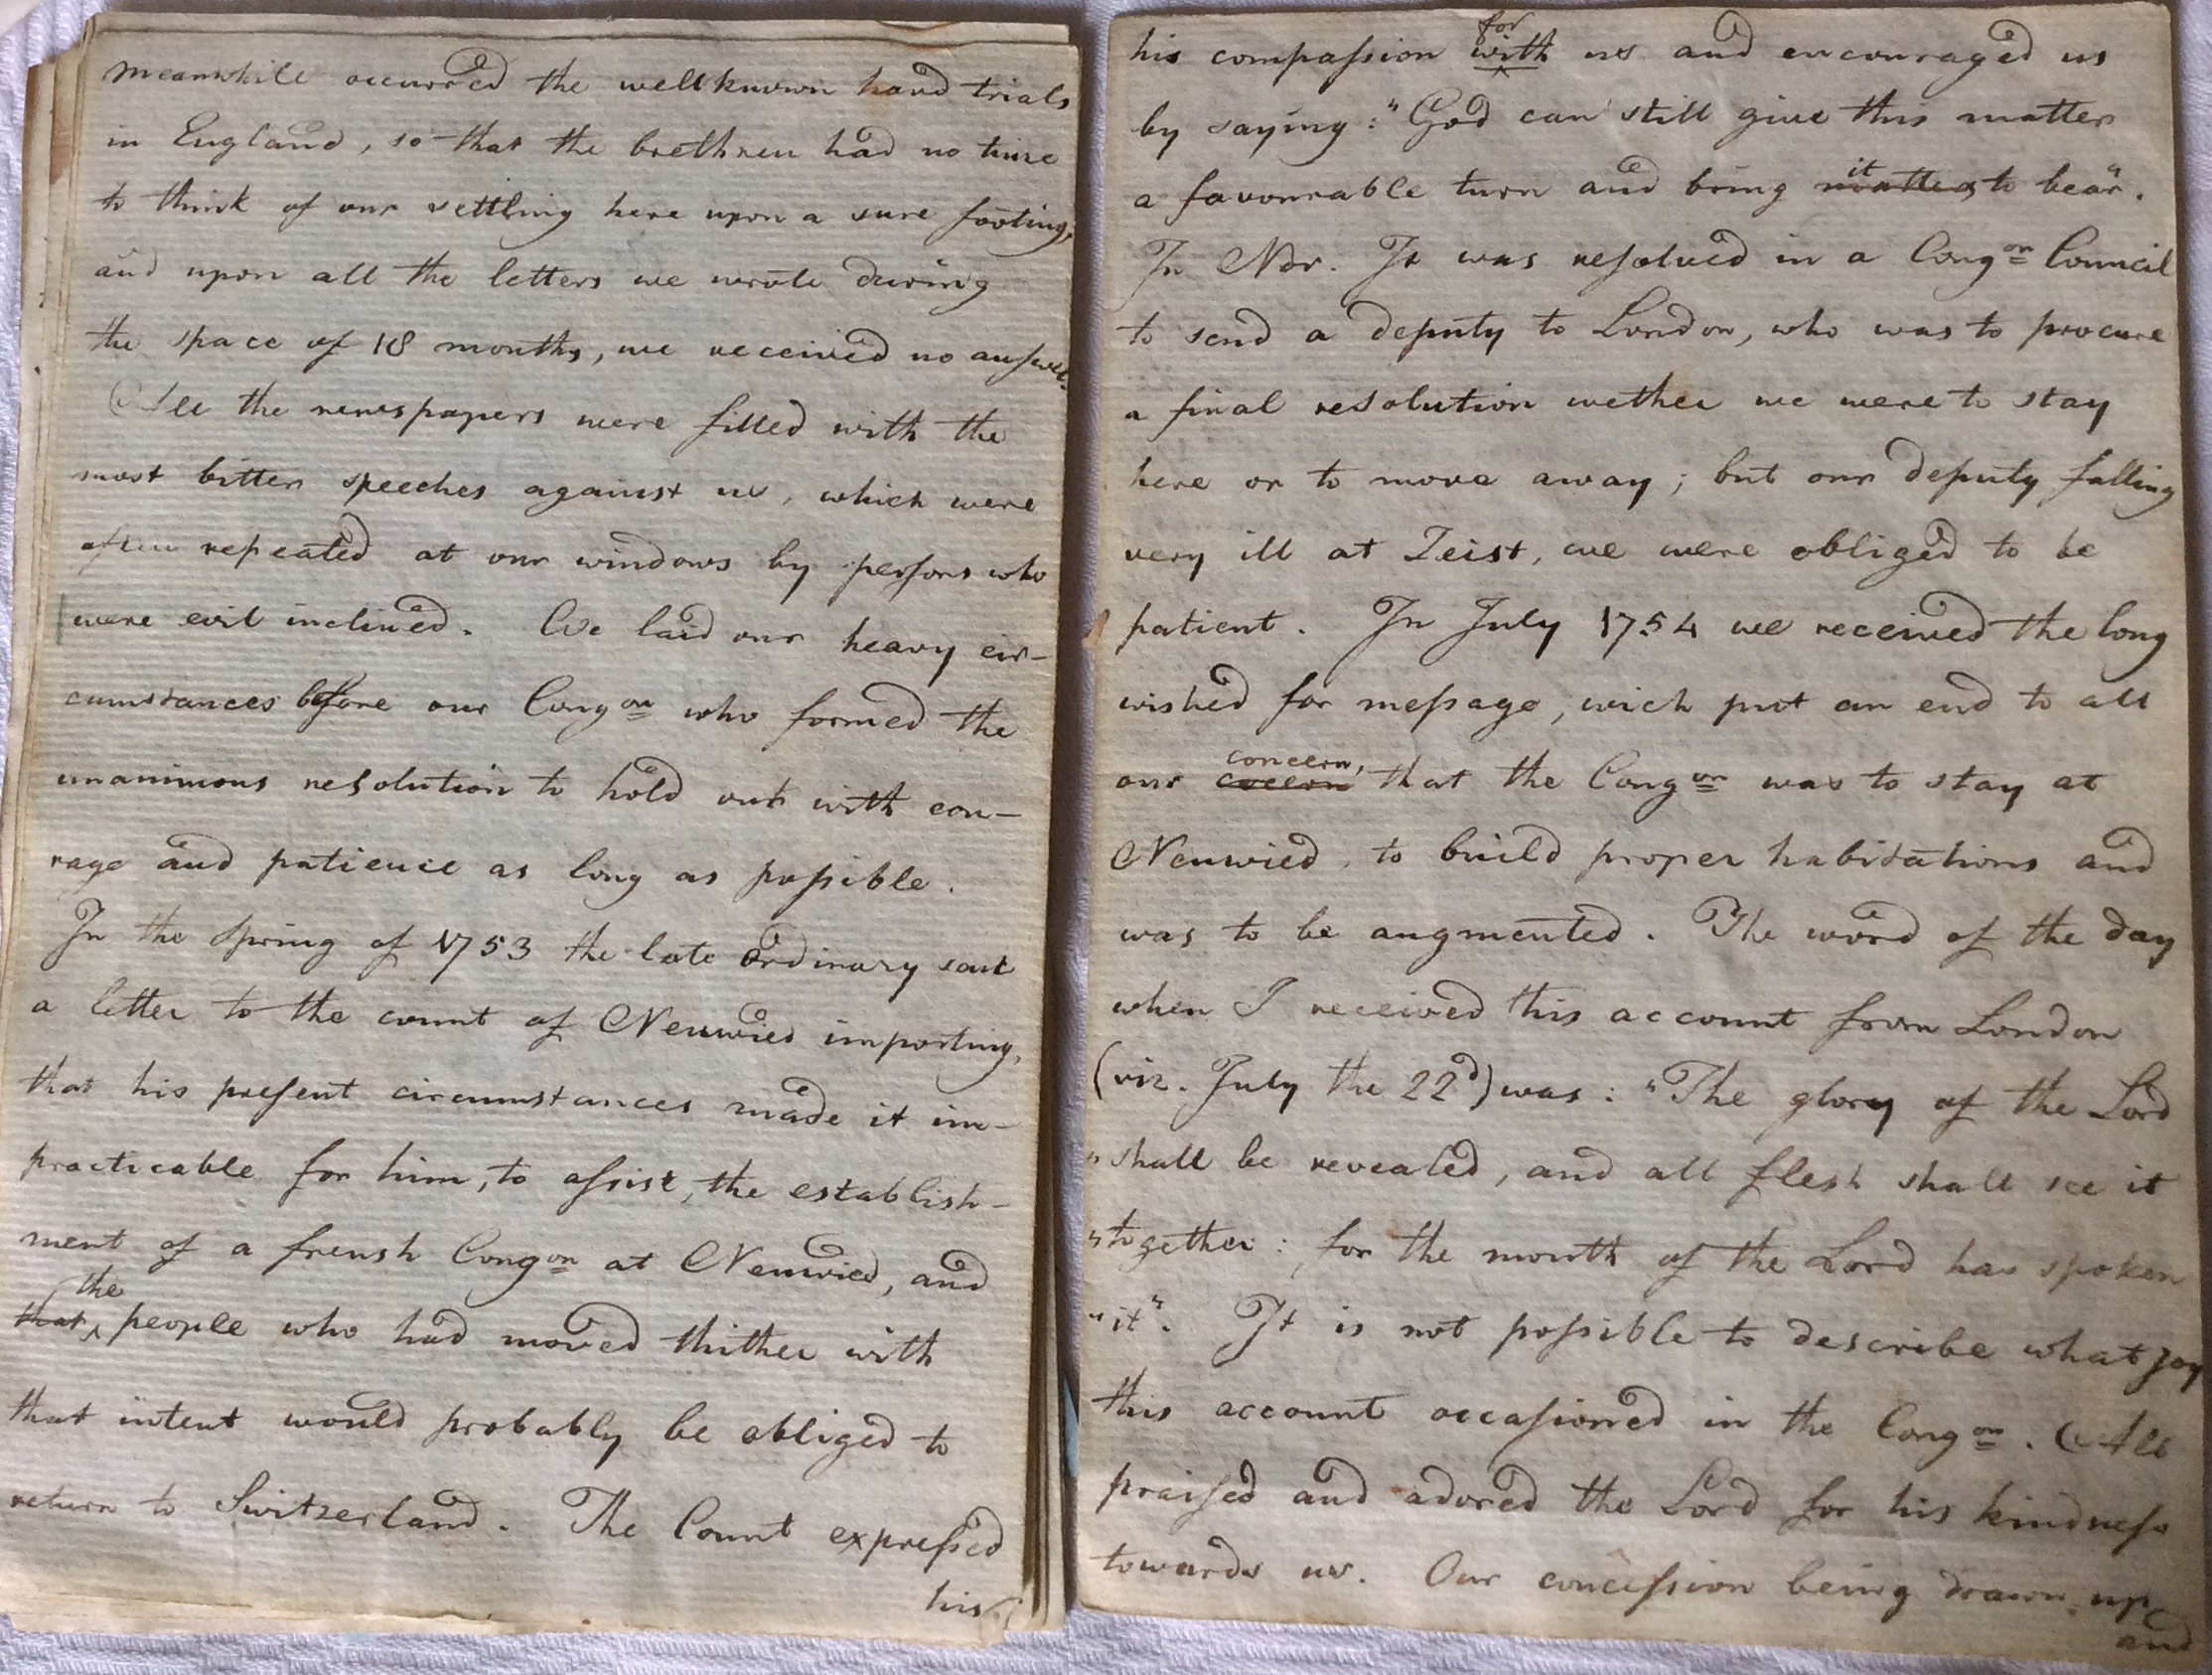 meanwhile occurred the wellknown hard trials
in England, so that the brethren had no time
to think of our settling here upon a sure footing,
and upon all the letters we wrote during
the space of 18 months, we received no answer.
All the newspapers were filled with the
most bitter speeches against us, which were
often repeated at our windows by persons who
were evil inclined. We laid our heavy cir-
cumstances before our Congon who formed the
unanimous resolution to hold out with cou-
rage and patience as long as possible.
In the Spring of 1753 the late Ordinary sent
a letter to the count of Neuwied importing,
that his present circumstances made it im-
practicable for him, to assist, the establish-
ment of a frensh Congon at Neuwied, and
that the people who had moved thither with
that intent would probably be obliged to
return to Switzerland. The Count expressed
his
his compassion with for us and encouraged us
by saying: "God can still give this matter
a favourable turn and bring matters it to bear".
In Nov. It was resolved in a Congon Council
to send a deputy to London, who was to procure
a final resolution wether we were to stay
here or to move away; but our deputy falling
very ill at Zeist, we were obliged to be
patient. In July 1754 we received the long
wished for message, wich put an end to all
our concern, that the Congon was to stay at
Neuwied, to build proper habitations and
was to be augmented. The word of the day
when I received this account from London
(viz. July the 22d) was: "The glory of the Lord
"shall be revealed, and all flesh shall see it
"together: for the mouth of the Lord has spoken
"it". It is not possible to describe what joy
this account occasioned in the Congon. All
praised and adored the Lord for his kindness
towards us. Our concession being drawn up
and